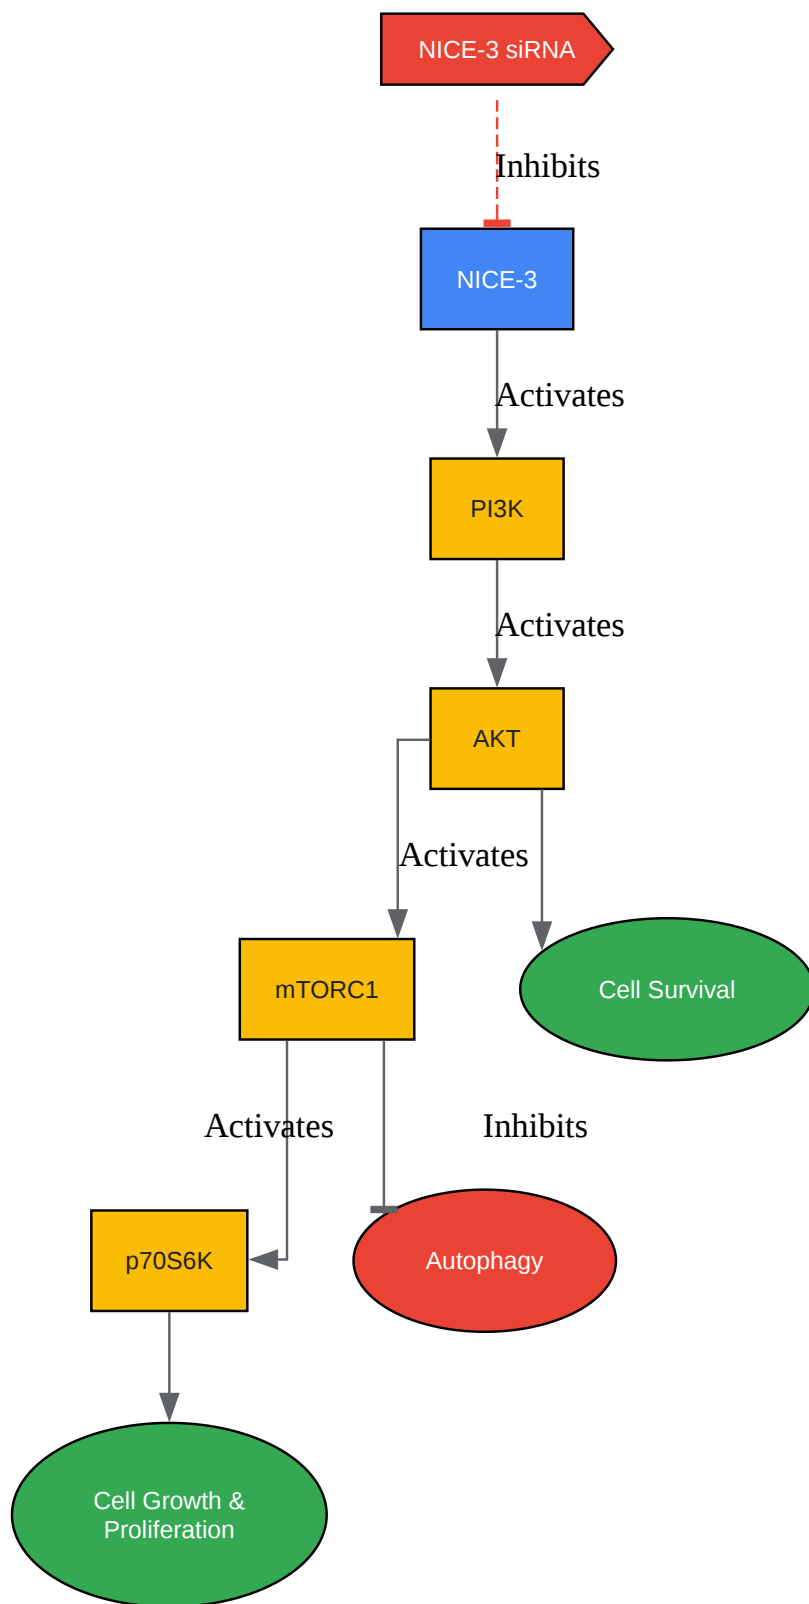 NICE-3 siRNA
Inhibits
NICE-3
Activates
PI3K
Activates
AKT
Activates
mTORC1
Cell Survival
Activates
Inhibits
p70S6K
Autophagy
Cell Growth &
Proliferation